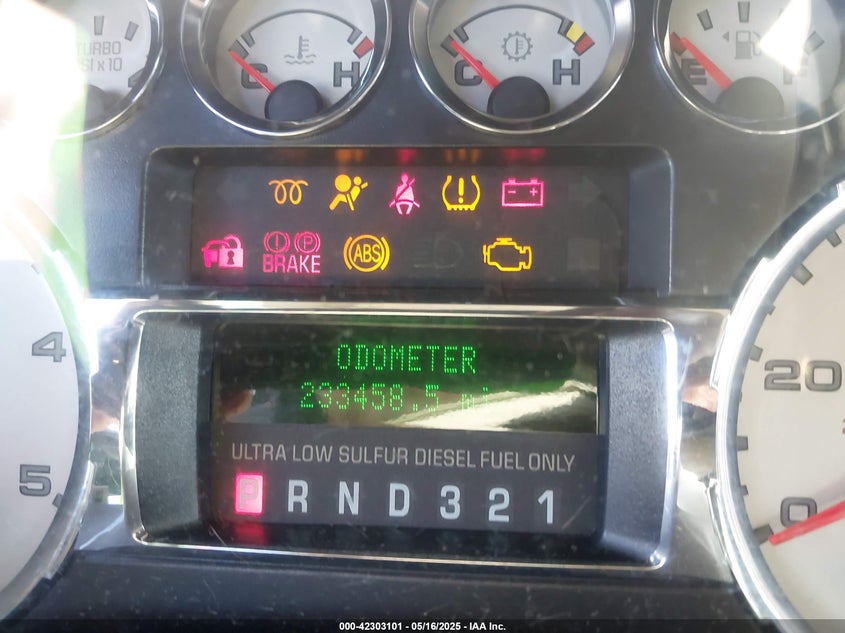 TURBO
PSI x 10
C H
C H
E F
BRAKE
ABS
4
5
ODOMETER
233458.5 mi
ULTRA LOW SULFUR DIESEL FUEL ONLY
P R N D 3 2 1
20
0
000-42303101 - 05/16/2025 - IAA Inc.